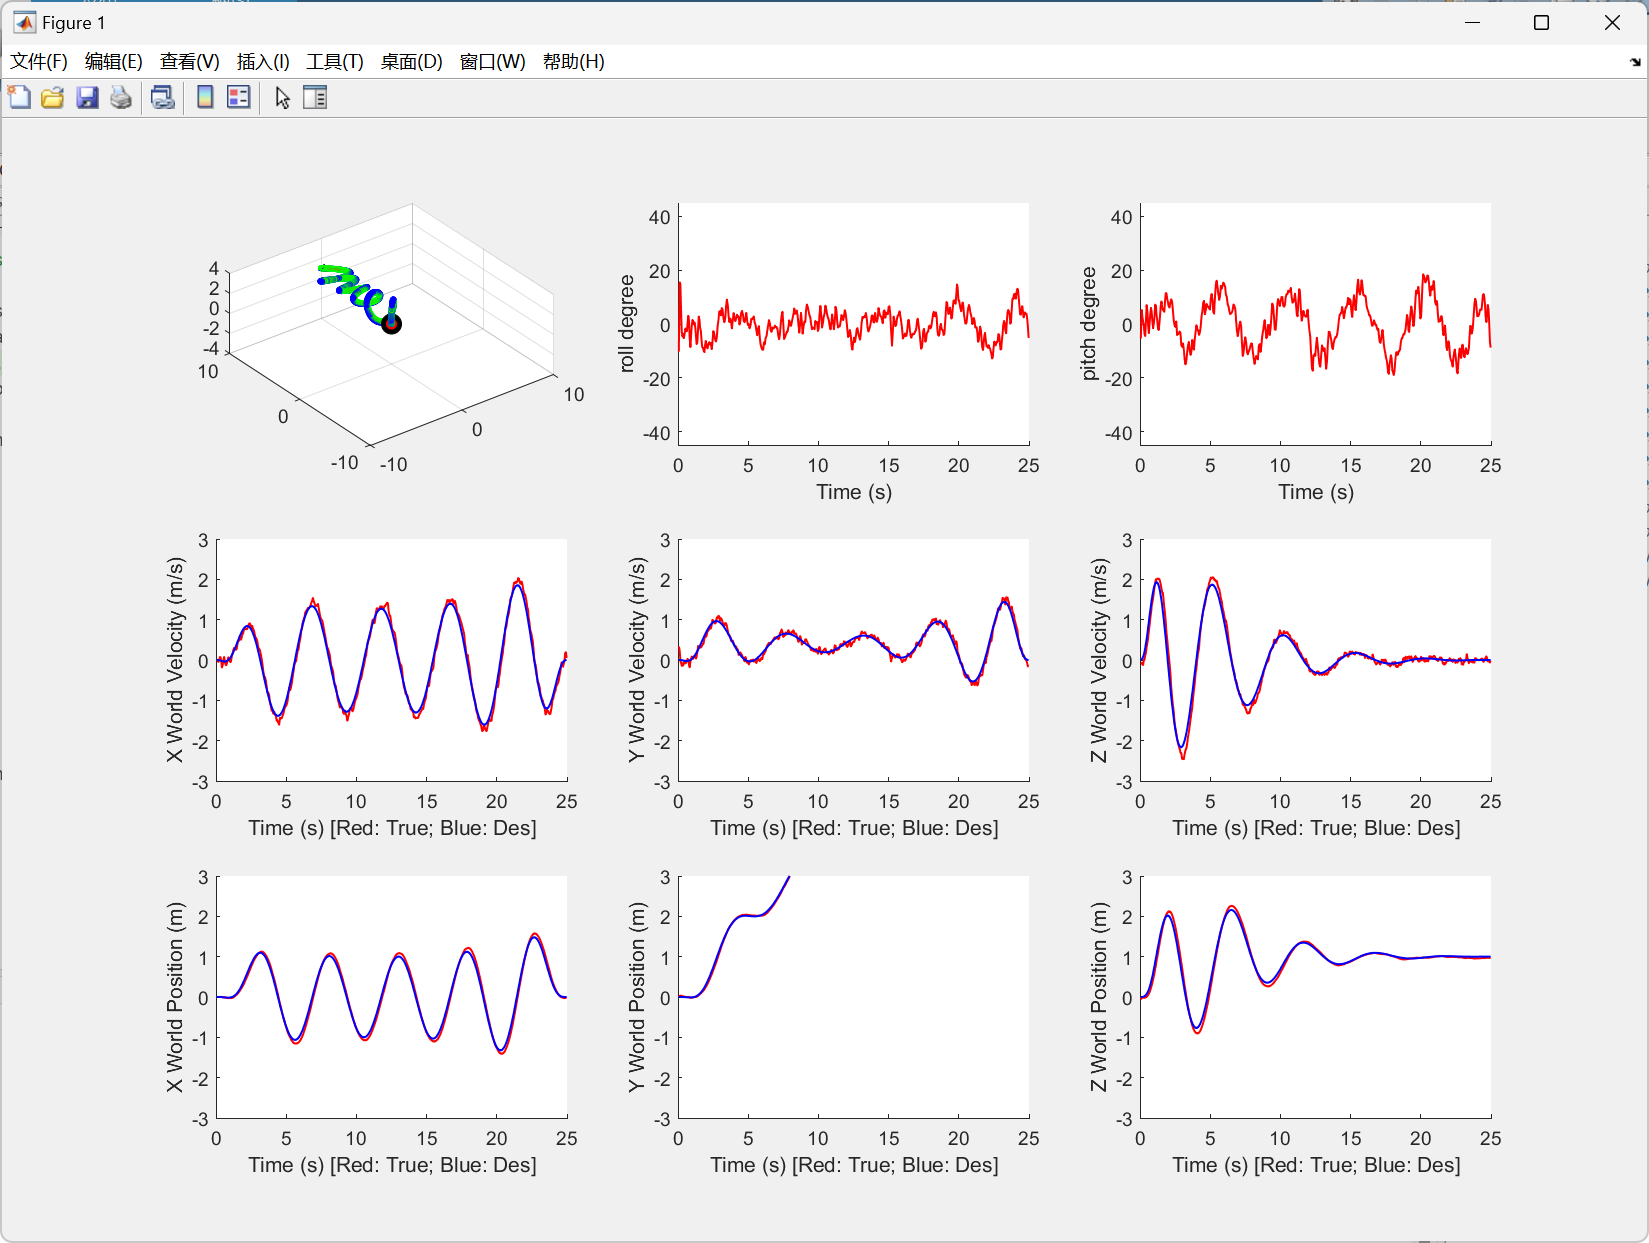 Figure 1
文件(F) 编辑(E) 查看(V) 插入(I) 工具(T) 桌面(D) 窗口(W) 帮助(H)
4
2
0
-2
-4
10
0
-10
-10
0
10
roll degree
40
20
0
-20
-40
0 5 10 15 20 25
Time (s)
pitch degree
40
20
0
-20
-40
0 5 10 15 20 25
Time (s)
X World Velocity (m/s)
3
2
1
0
-1
-2
-3
0 5 10 15 20 25
Time (s) [Red: True; Blue: Des]
Y World Velocity (m/s)
3
2
1
0
-1
-2
-3
0 5 10 15 20 25
Time (s) [Red: True; Blue: Des]
Z World Velocity (m/s)
3
2
1
0
-1
-2
-3
0 5 10 15 20 25
Time (s) [Red: True; Blue: Des]
X World Position (m)
3
2
1
0
-1
-2
-3
0 5 10 15 20 25
Time (s) [Red: True; Blue: Des]
Y World Position (m)
3
2
1
0
-1
-2
-3
0 5 10 15 20 25
Time (s) [Red: True; Blue: Des]
Z World Position (m)
3
2
1
0
-1
-2
-3
0 5 10 15 20 25
Time (s) [Red: True; Blue: Des]